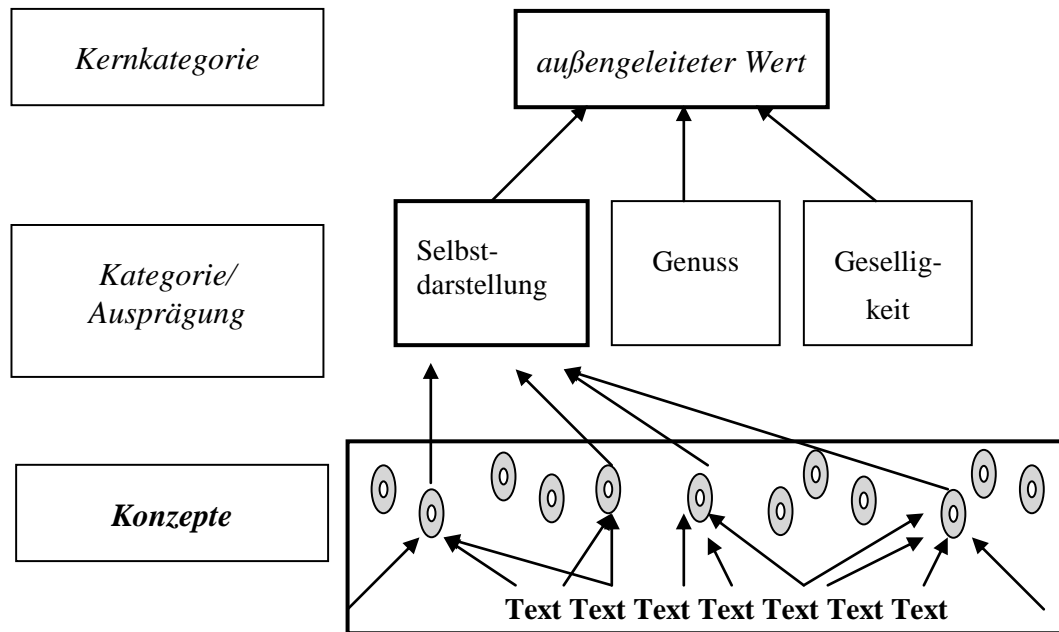 Kernkategorie
außengeleiteter Wert
Kategorie/
Ausprägung
Selbst-
darstellung
Genuss
Gesellig-
keit
Konzepte
Text Text Text Text Text Text Text